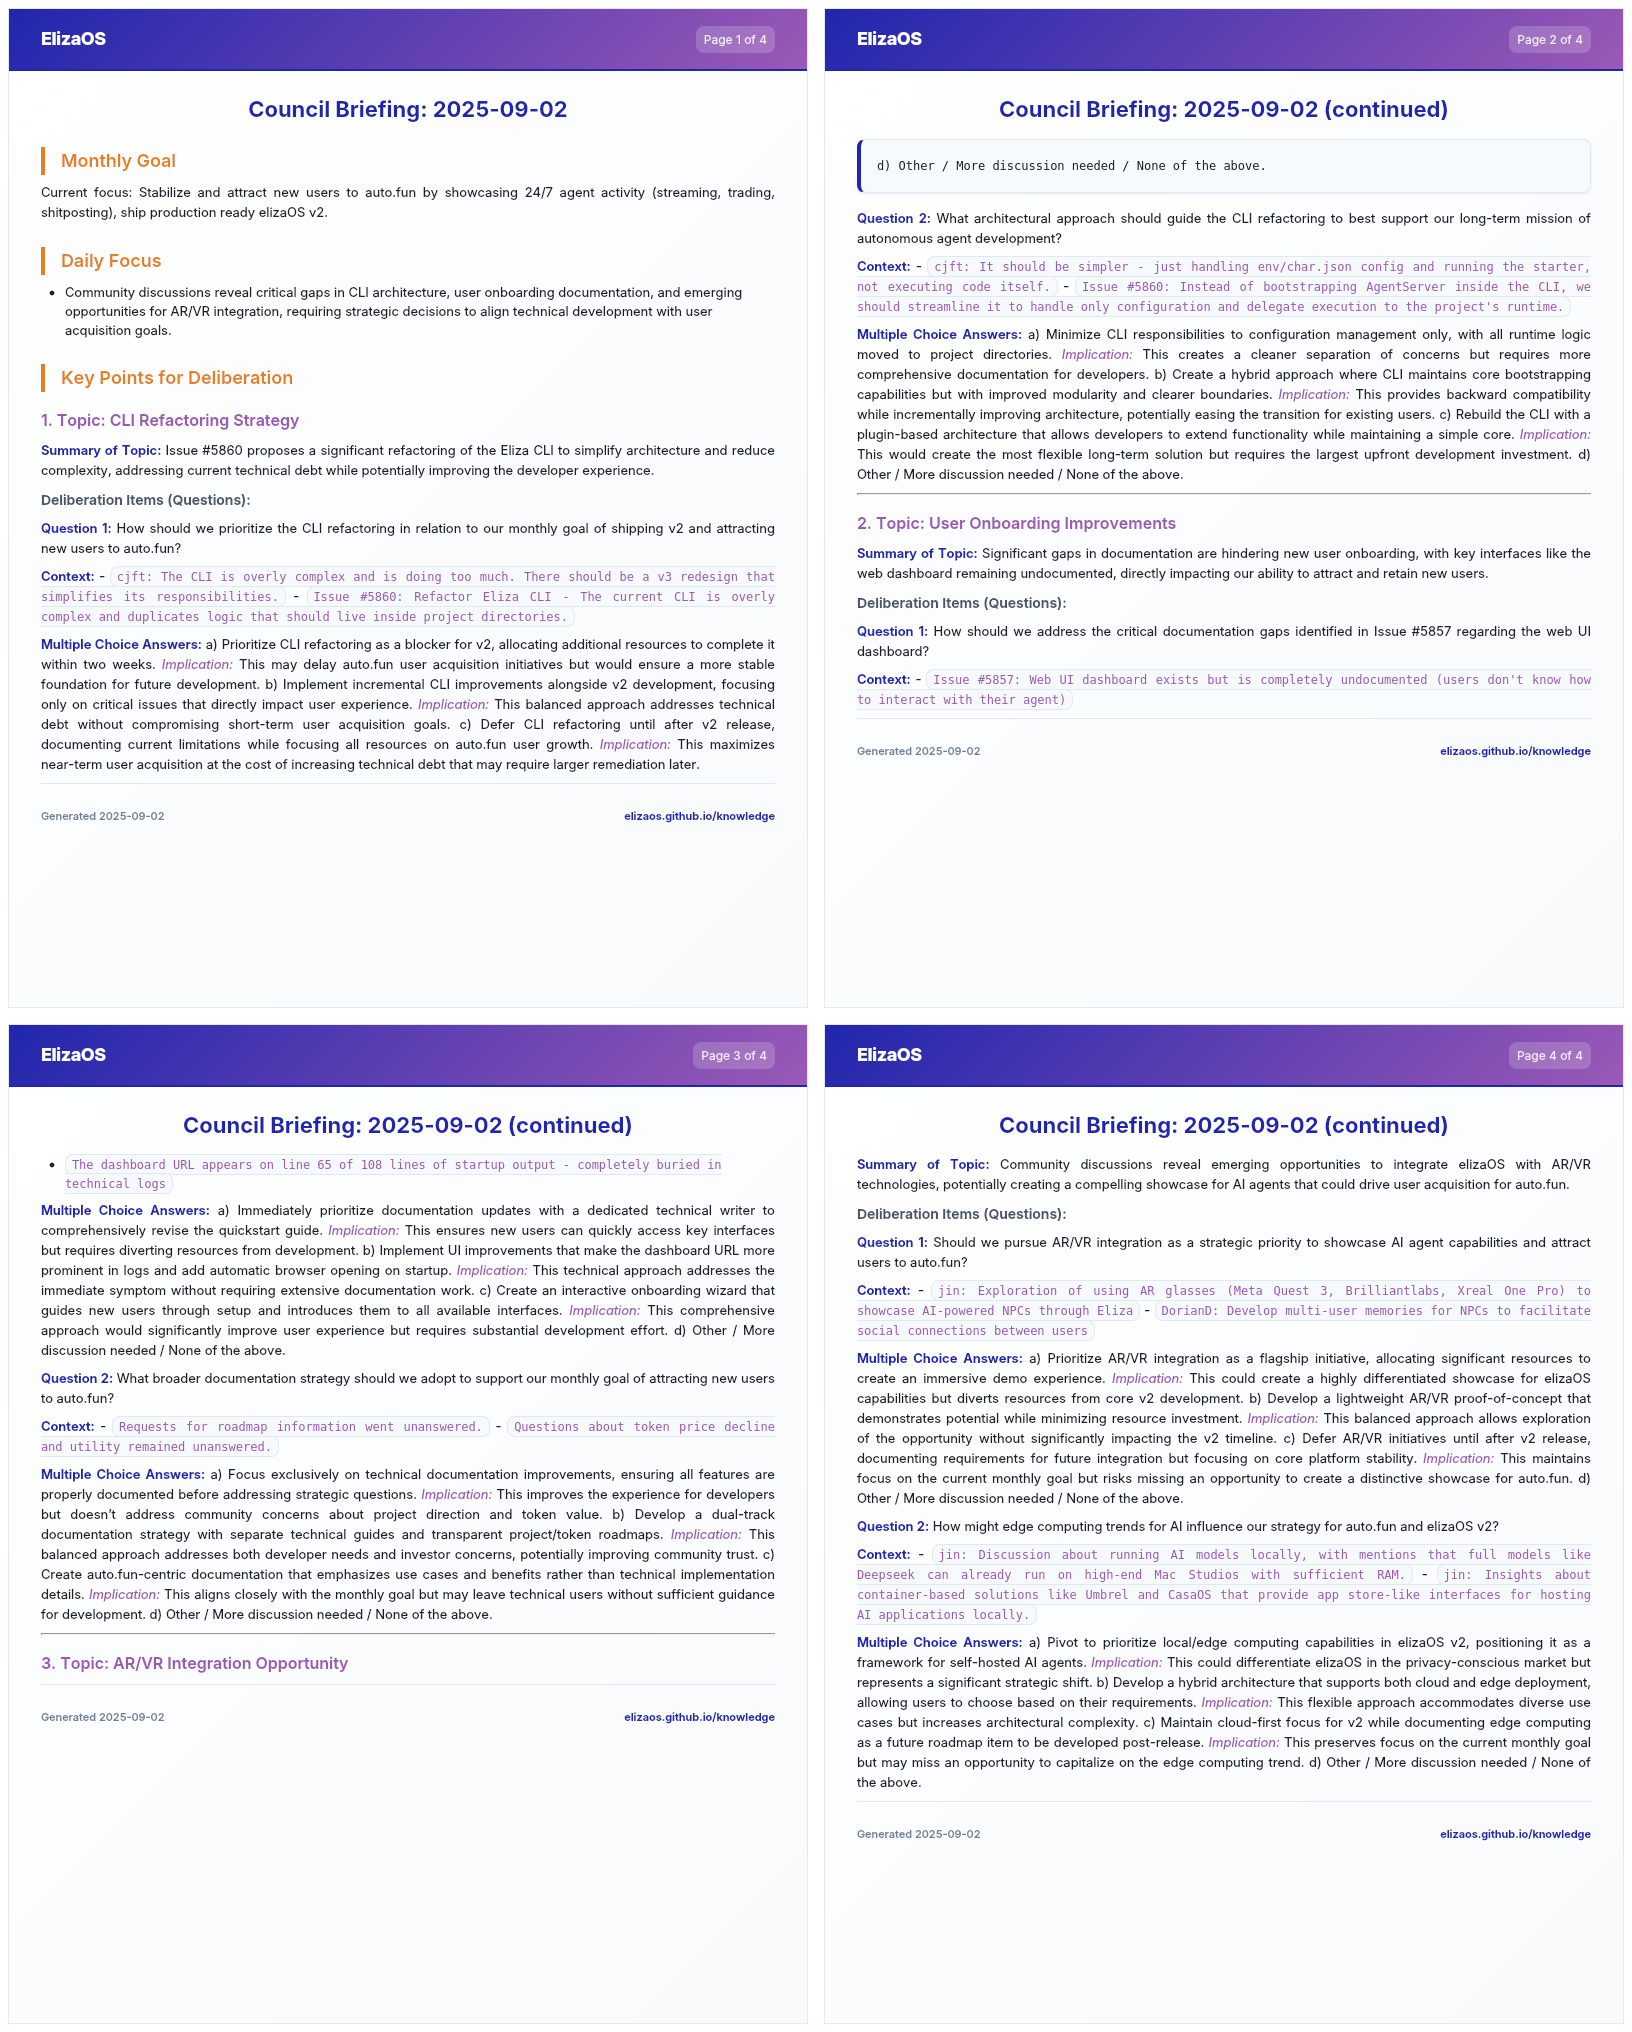 ElizaOS
Page 1 of 4
Council Briefing: 2025-09-02
Monthly Goal
Current focus: Stabilize and attract new users to auto.fun by showcasing 24/7 agent activity (streaming, trading,
shitposting), ship production ready elizaOS v2.
Daily Focus
• Community discussions reveal critical gaps in CLI architecture, user onboarding documentation, and emerging
opportunities for AR/VR integration, requiring strategic decisions to align technical development with user
acquisition goals.
Key Points for Deliberation
1. Topic: CLI Refactoring Strategy
Summary of Topic: Issue #5860 proposes a significant refactoring of the Eliza CLI to simplify architecture and reduce
complexity, addressing current technical debt while potentially improving the developer experience.
Deliberation Items (Questions):
Question 1: How should we prioritize the CLI refactoring in relation to our monthly goal of shipping v2 and attracting
new users to auto.fun?
Context: - cjft: The CLI is overly complex and is doing too much. There should be a v3 redesign that
simplifies its responsibilities. - Issue #5860: Refactor Eliza CLI - The current CLI is overly
complex and duplicates logic that should live inside project directories.
Multiple Choice Answers: a) Prioritize CLI refactoring as a blocker for v2, allocating additional resources to complete it
within two weeks. Implication: This may delay auto.fun user acquisition initiatives but would ensure a more stable
foundation for future development. b) Implement incremental CLI improvements alongside v2 development, focusing
only on critical issues that directly impact user experience. Implication: This balanced approach addresses technical
debt without compromising short-term user acquisition goals. c) Defer CLI refactoring until after v2 release,
documenting current limitations while focusing all resources on auto.fun user growth. Implication: This maximizes
near-term user acquisition at the cost of increasing technical debt that may require larger remediation later.
Generated 2025-09-02
elizaos.github.io/knowledge
ElizaOS
Page 2 of 4
Council Briefing: 2025-09-02 (continued)
d) Other / More discussion needed / None of the above.
Question 2: What architectural approach should guide the CLI refactoring to best support our long-term mission of
autonomous agent development?
Context: - cjft: It should be simpler - just handling env/char.json config and running the starter,
not executing code itself. - Issue #5860: Instead of bootstrapping AgentServer inside the CLI, we
should streamline it to handle only configuration and delegate execution to the project's runtime.
Multiple Choice Answers: a) Minimize CLI responsibilities to configuration management only, with all runtime logic
moved to project directories. Implication: This creates a cleaner separation of concerns but requires more
comprehensive documentation for developers. b) Create a hybrid approach where CLI maintains core bootstrapping
capabilities but with improved modularity and clearer boundaries. Implication: This provides backward compatibility
while incrementally improving architecture, potentially easing the transition for existing users. c) Rebuild the CLI with a
plugin-based architecture that allows developers to extend functionality while maintaining a simple core. Implication:
This would create the most flexible long-term solution but requires the largest upfront development investment. d)
Other / More discussion needed / None of the above.
2. Topic: User Onboarding Improvements
Summary of Topic: Significant gaps in documentation are hindering new user onboarding, with key interfaces like the
web dashboard remaining undocumented, directly impacting our ability to attract and retain new users.
Deliberation Items (Questions):
Question 1: How should we address the critical documentation gaps identified in Issue #5857 regarding the web UI
dashboard?
Context: - Issue #5857: Web UI dashboard exists but is completely undocumented (users don't know how
to interact with their agent)
Generated 2025-09-02
elizaos.github.io/knowledge
ElizaOS
Page 3 of 4
Council Briefing: 2025-09-02 (continued)
• The dashboard URL appears on line 65 of 108 lines of startup output - completely buried in
technical logs
Multiple Choice Answers: a) Immediately prioritize documentation updates with a dedicated technical writer to
comprehensively revise the quickstart guide. Implication: This ensures new users can quickly access key interfaces
but requires diverting resources from development. b) Implement UI improvements that make the dashboard URL more
prominent in logs and add automatic browser opening on startup. Implication: This technical approach addresses the
immediate symptom without requiring extensive documentation work. c) Create an interactive onboarding wizard that
guides new users through setup and introduces them to all available interfaces. Implication: This comprehensive
approach would significantly improve user experience but requires substantial development effort. d) Other / More
discussion needed / None of the above.
Question 2: What broader documentation strategy should we adopt to support our monthly goal of attracting new users
to auto.fun?
Context: - Requests for roadmap information went unanswered. - Questions about token price decline
and utility remained unanswered.
Multiple Choice Answers: a) Focus exclusively on technical documentation improvements, ensuring all features are
properly documented before addressing strategic questions. Implication: This improves the experience for developers
but doesn't address community concerns about project direction and token value. b) Develop a dual-track
documentation strategy with separate technical guides and transparent project/token roadmaps. Implication: This
balanced approach addresses both developer needs and investor concerns, potentially improving community trust. c)
Create auto.fun-centric documentation that emphasizes use cases and benefits rather than technical implementation
details. Implication: This aligns closely with the monthly goal but may leave technical users without sufficient guidance
for development. d) Other / More discussion needed / None of the above.
3. Topic: AR/VR Integration Opportunity
Generated 2025-09-02
elizaos.github.io/knowledge
ElizaOS
Page 4 of 4
Council Briefing: 2025-09-02 (continued)
Summary of Topic: Community discussions reveal emerging opportunities to integrate elizaOS with AR/VR
technologies, potentially creating a compelling showcase for AI agents that could drive user acquisition for auto.fun.
Deliberation Items (Questions):
Question 1: Should we pursue AR/VR integration as a strategic priority to showcase AI agent capabilities and attract
users to auto.fun?
Context: - jin: Exploration of using AR glasses (Meta Quest 3, Brilliantlabs, Xreal One Pro) to
showcase AI-powered NPCs through Eliza - DorianD: Develop multi-user memories for NPCs to facilitate
social connections between users
Multiple Choice Answers: a) Prioritize AR/VR integration as a flagship initiative, allocating significant resources to
create an immersive demo experience. Implication: This could create a highly differentiated showcase for elizaOS
capabilities but diverts resources from core v2 development. b) Develop a lightweight AR/VR proof-of-concept that
demonstrates potential while minimizing resource investment. Implication: This balanced approach allows exploration
of the opportunity without significantly impacting the v2 timeline. c) Defer AR/VR initiatives until after v2 release,
documenting requirements for future integration but focusing on core platform stability. Implication: This maintains
focus on the current monthly goal but risks missing an opportunity to create a distinctive showcase for auto.fun. d)
Other / More discussion needed / None of the above.
Question 2: How might edge computing trends for AI influence our strategy for auto.fun and elizaOS v2?
Context: - jin: Discussion about running AI models locally, with mentions that full models like
Deepseek can already run on high-end Mac Studios with sufficient RAM. - jin: Insights about
container-based solutions like Umbrel and CasaOS that provide app store-like interfaces for hosting
AI applications locally.
Multiple Choice Answers: a) Pivot to prioritize local/edge computing capabilities in elizaOS v2, positioning it as a
framework for self-hosted AI agents. Implication: This could differentiate elizaOS in the privacy-conscious market but
represents a significant strategic shift. b) Develop a hybrid architecture that supports both cloud and edge deployment,
allowing users to choose based on their requirements. Implication: This flexible approach accommodates diverse use
cases but increases architectural complexity. c) Maintain cloud-first focus for v2 while documenting edge computing
as a future roadmap item to be developed post-release. Implication: This preserves focus on the current monthly goal
but may miss an opportunity to capitalize on the edge computing trend. d) Other / More discussion needed / None of
the above.
Generated 2025-09-02
elizaos.github.io/knowledge